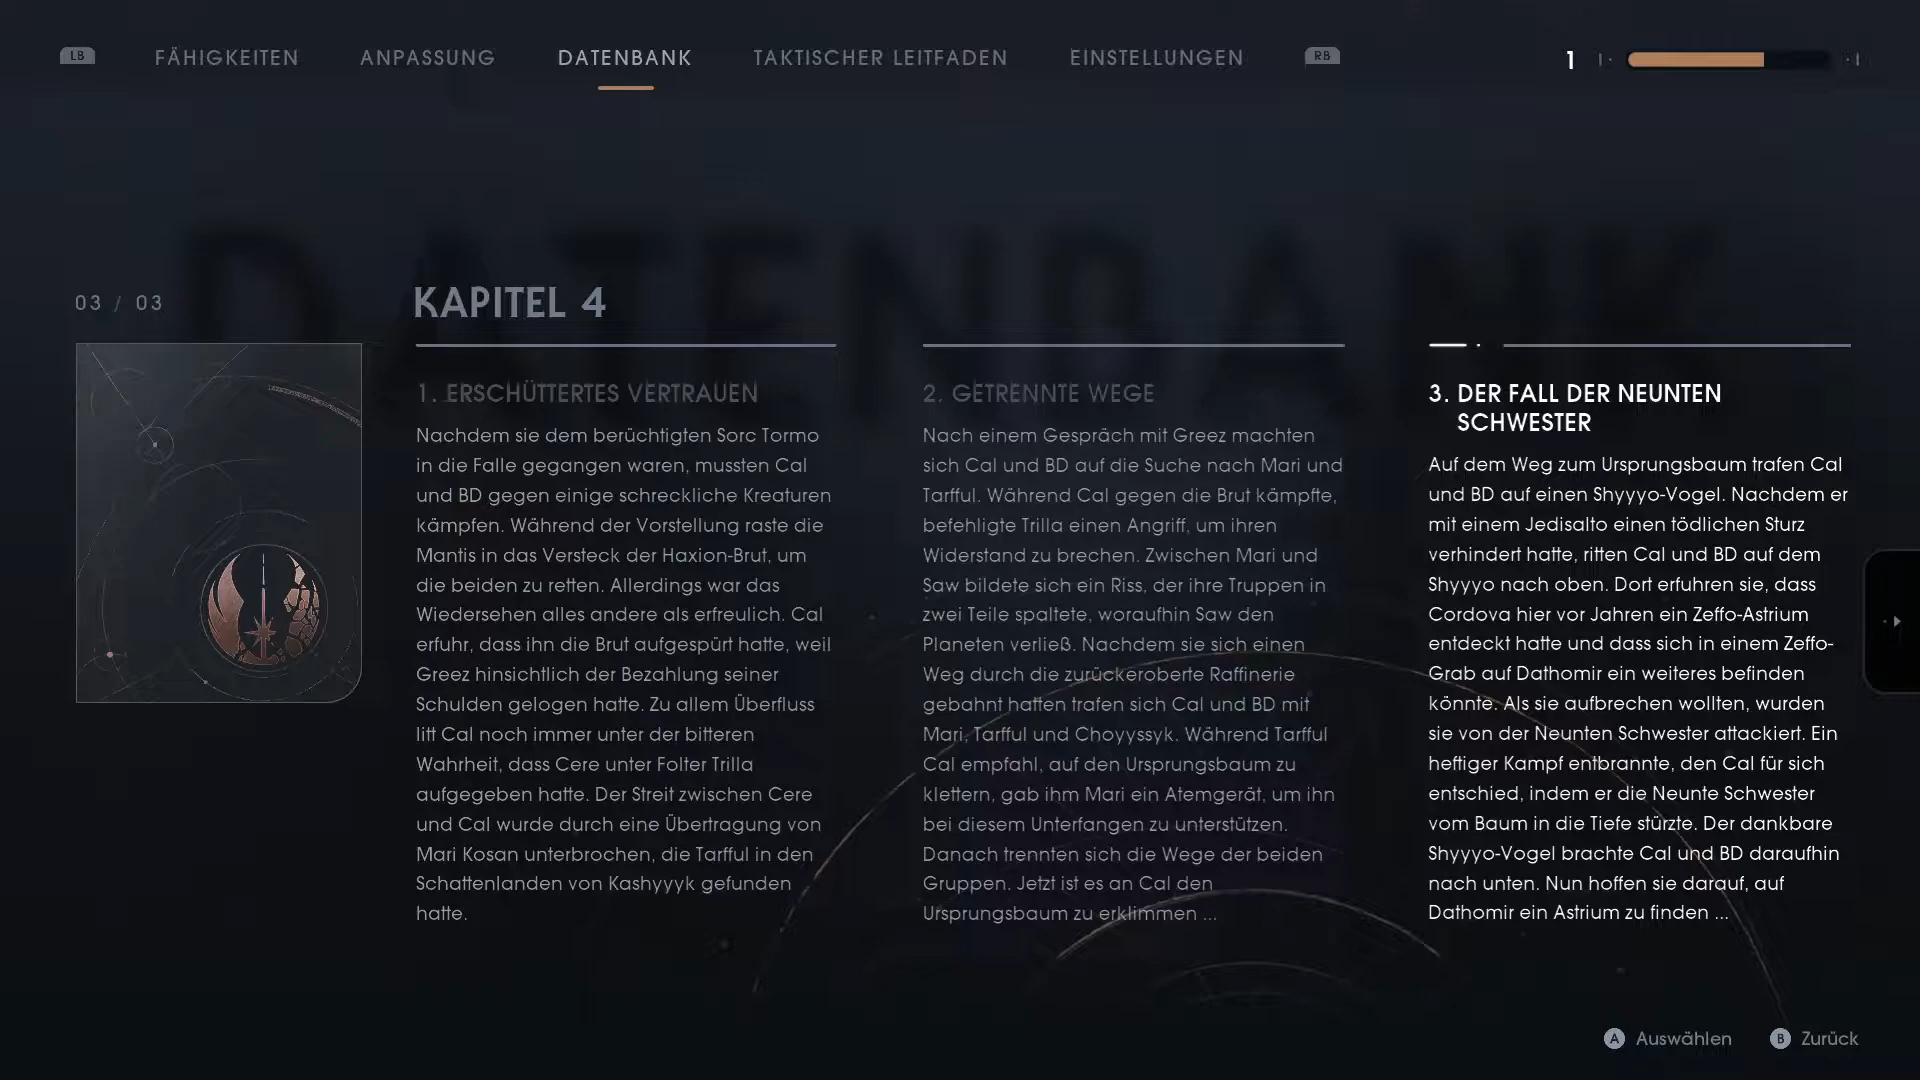 LB FÄHIGKEITEN ANPASSUNG DATENBANK TAKTISCHER LEITFADEN EINSTELLUNGEN RB 1
DATENBANK
03 / 03
KAPITEL 4
1. ERSCHÜTTERTES VERTRAUEN
Nachdem sie dem berüchtigten Sorc Tormo
in die Falle gegangen waren, mussten Cal
und BD gegen einige schreckliche Kreaturen
kämpfen. Während der Vorstellung raste die
Mantis in das Versteck der Haxion-Brut, um
die beiden zu retten. Allerdings war das
Wiedersehen alles andere als erfreulich. Cal
erfuhr, dass ihn die Brut aufgespürt hatte, weil
Greez hinsichtlich der Bezahlung seiner
Schulden gelogen hatte. Zu allem Überfluss
litt Cal noch immer unter der bitteren
Wahrheit, dass Cere unter Folter Trilla
aufgegeben hatte. Der Streit zwischen Cere
und Cal wurde durch eine Übertragung von
Mari Kosan unterbrochen, die Tarfful in den
Schattenlanden von Kashyyyk gefunden
hatte.
2. GETRENNTE WEGE
Nach einem Gespräch mit Greez machten
sich Cal und BD auf die Suche nach Mari und
Tarfful. Während Cal gegen die Brut kämpfte,
befehligte Trilla einen Angriff, um ihren
Widerstand zu brechen. Zwischen Mari und
Saw bildete sich ein Riss, der ihre Truppen in
zwei Teile spaltete, woraufhin Saw den
Planeten verließ. Nachdem sie sich einen
Weg durch die zurückeroberte Raffinerie
gebahnt hatten trafen sich Cal und BD mit
Mari, Tarfful und Choyyssyk. Während Tarfful
Cal empfahl, auf den Ursprungsbaum zu
klettern, gab ihm Mari ein Atemgerät, um ihn
bei diesem Unterfangen zu unterstützen.
Danach trennten sich die Wege der beiden
Gruppen. Jetzt ist es an Cal den
Ursprungsbaum zu erklimmen ...
3. DER FALL DER NEUNTEN
SCHWESTER
Auf dem Weg zum Ursprungsbaum trafen Cal
und BD auf einen Shyyyo-Vogel. Nachdem er
mit einem Jedisalto einen tödlichen Sturz
verhindert hatte, ritten Cal und BD auf dem
Shyyyo nach oben. Dort erfuhren sie, dass
Cordova hier vor Jahren ein Zeffo-Astrium
entdeckt hatte und dass sich in einem Zeffo-
Grab auf Dathomir ein weiteres befinden
könnte. Als sie aufbrechen wollten, wurden
sie von der Neunten Schwester attackiert. Ein
heftiger Kampf entbrannte, den Cal für sich
entschied, indem er die Neunte Schwester
vom Baum in die Tiefe stürzte. Der dankbare
Shyyyo-Vogel brachte Cal und BD daraufhin
nach unten. Nun hoffen sie darauf, auf
Dathomir ein Astrium zu finden ...
A Auswählen B Zurück